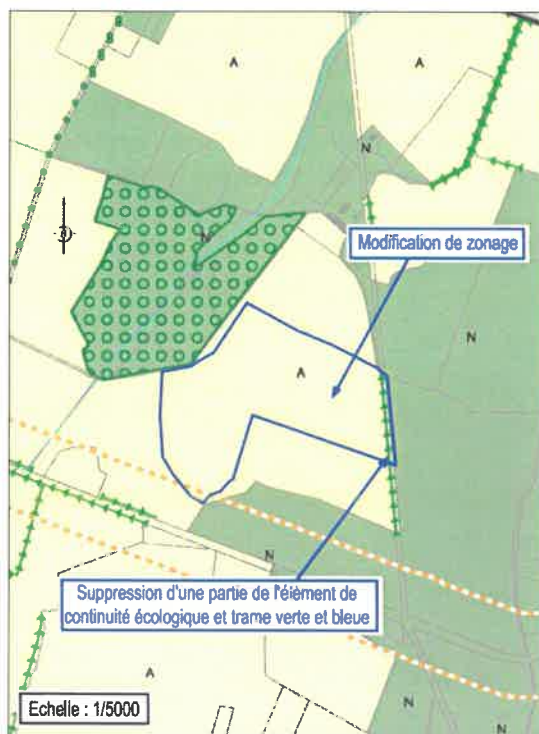 A
A
N
N
Modification de zonage
N
A
N
Suppression d'une partie de l'élément de
continuité écologique et trame verte et bleue
A
Echelle : 1/5000
N
N